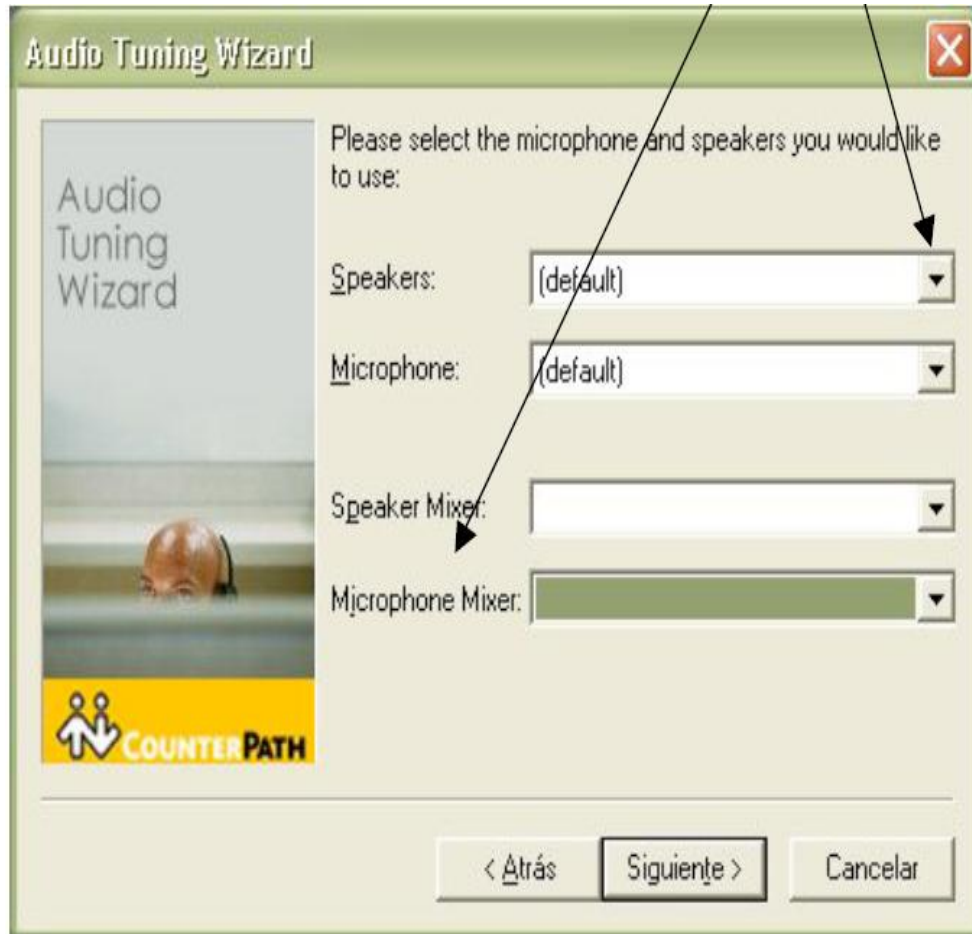 Audio Tuning Wizard
Audio
Tuning
Wizard
Please select the microphone and speakers you would like
to use:
Speakers:
(default)
Microphone:
(default)
Speaker Mixer:
Microphone Mixer:
COUNTERPATH
< Atrás
Siguiente >
Cancelar